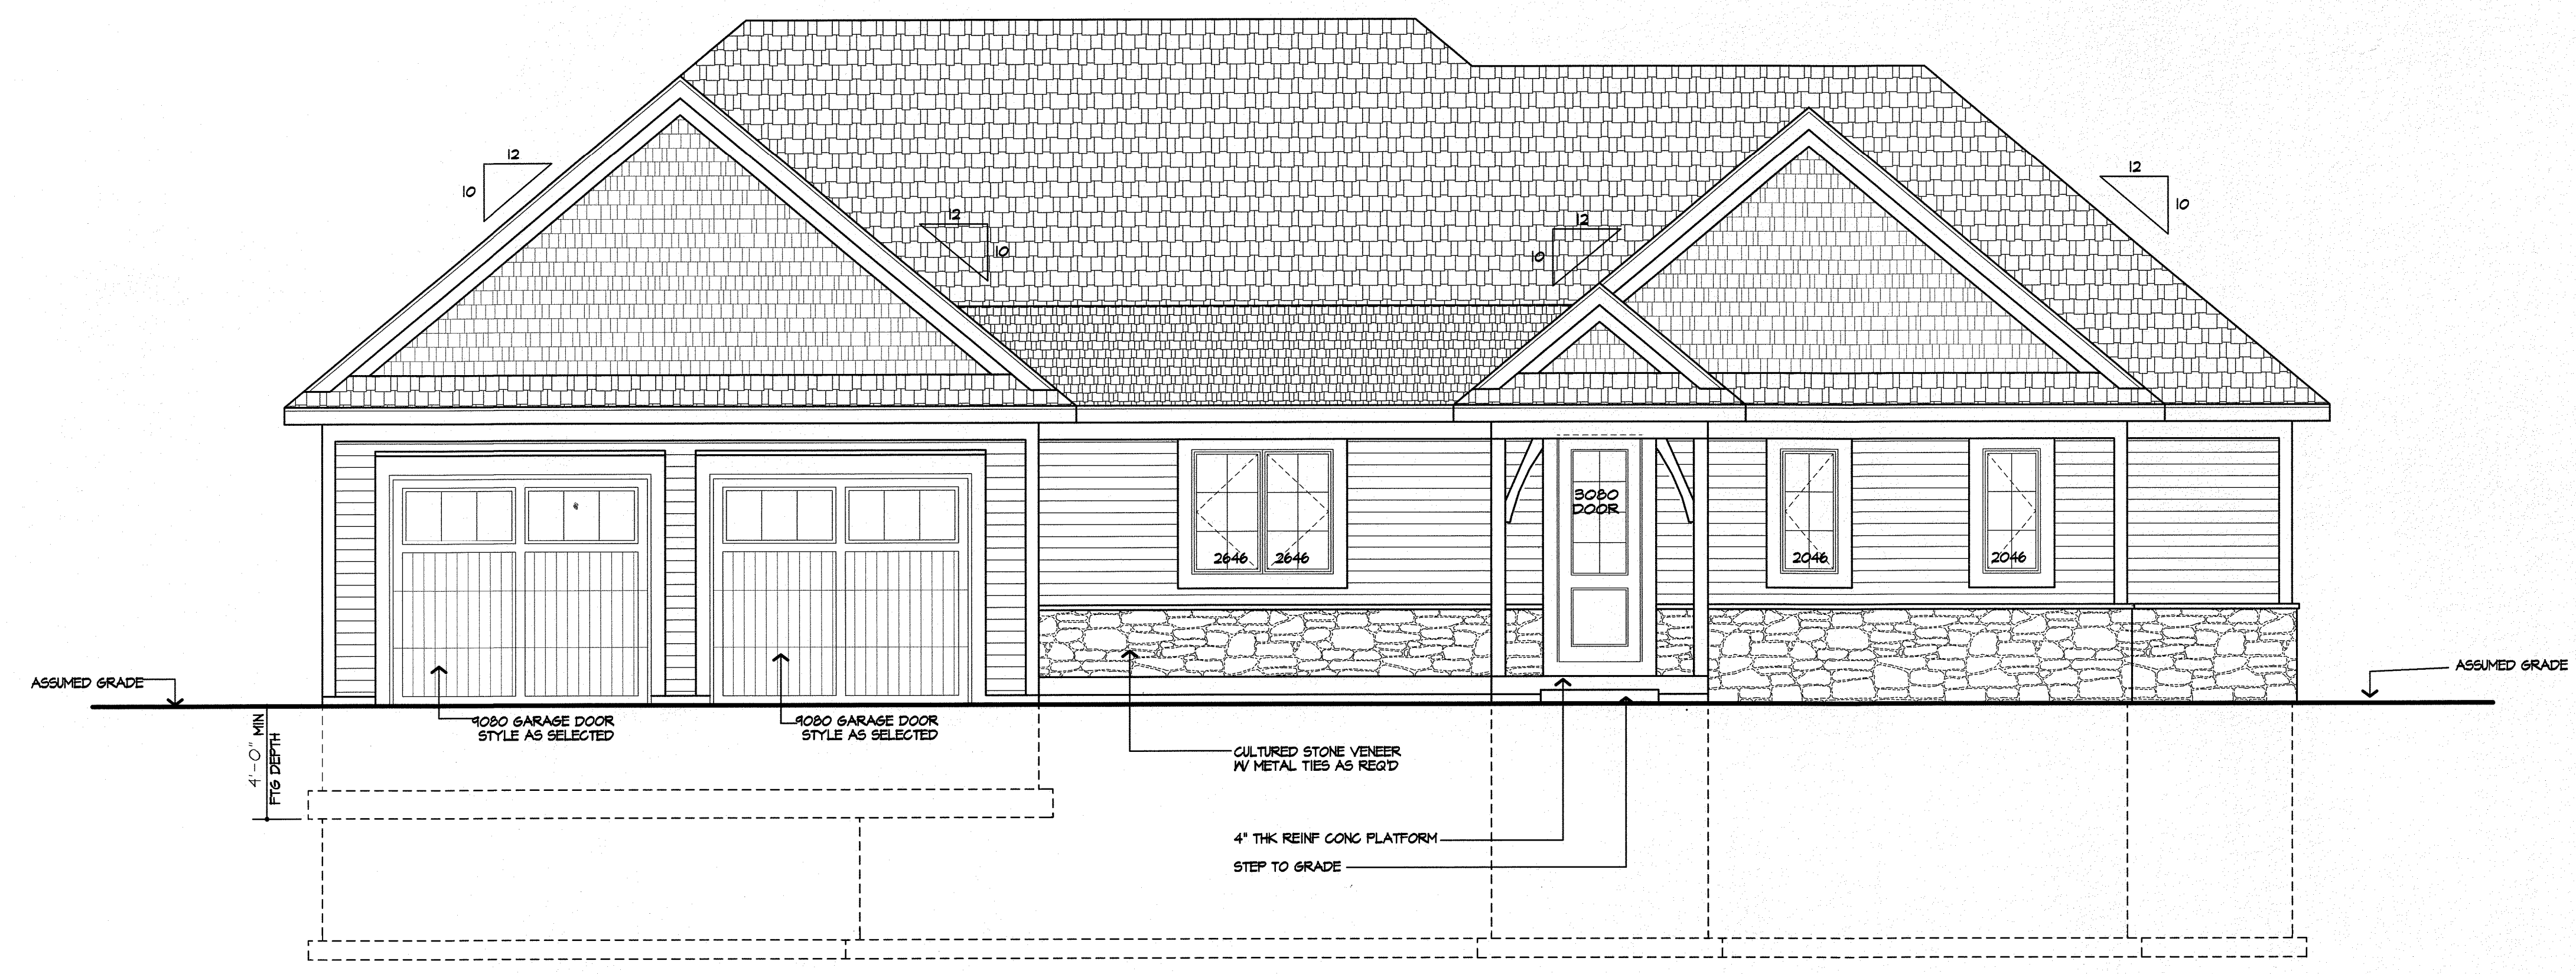 12
10
12
10
12
10
12
10
3080
DOOR
2646
2646
2046
2046
ASSUMED GRADE
ASSUMED GRADE
4'-0" MIN
FTG DEPTH
9080 GARAGE DOOR
STYLE AS SELECTED
9080 GARAGE DOOR
STYLE AS SELECTED
CULTURED STONE VENEER
W/ METAL TIES AS REQ'D
4" THK REINF CONC PLATFORM
STEP TO GRADE